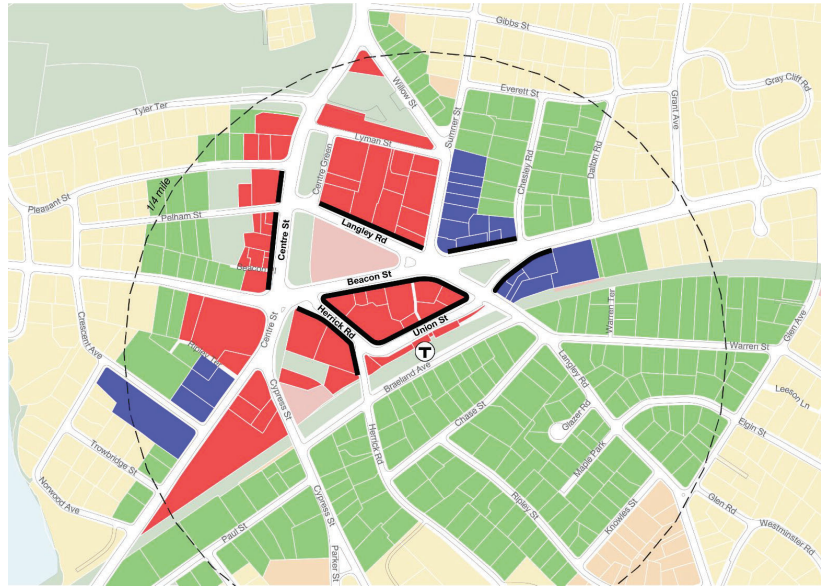 Gibbs St
Willow St
Everett St
Gray Cliff Rd
Tyler Ter
Sumner St
Grant Ave
Lyman St
Centre Green
Chesley Rd
Dalton Rd
1/4 mile
Pleasant St
Pelham St
Langley Rd
Centre St
Beacon St
Herrick Rd
Union St
T
Centre St
Warren Ter
Glen Ave
Crescent Ave
Warren St
Braeland Ave
Langley Rd
Leeson Ln
Cypress St
Chase St
Glazer Rd
Elgin St
Trowbridge St
Herrick Rd
Maple Park
Norwood Ave
Cypress St
Ripley St
Knowles St
Glen Rd
Westminster Rd
Paul St
Parker St